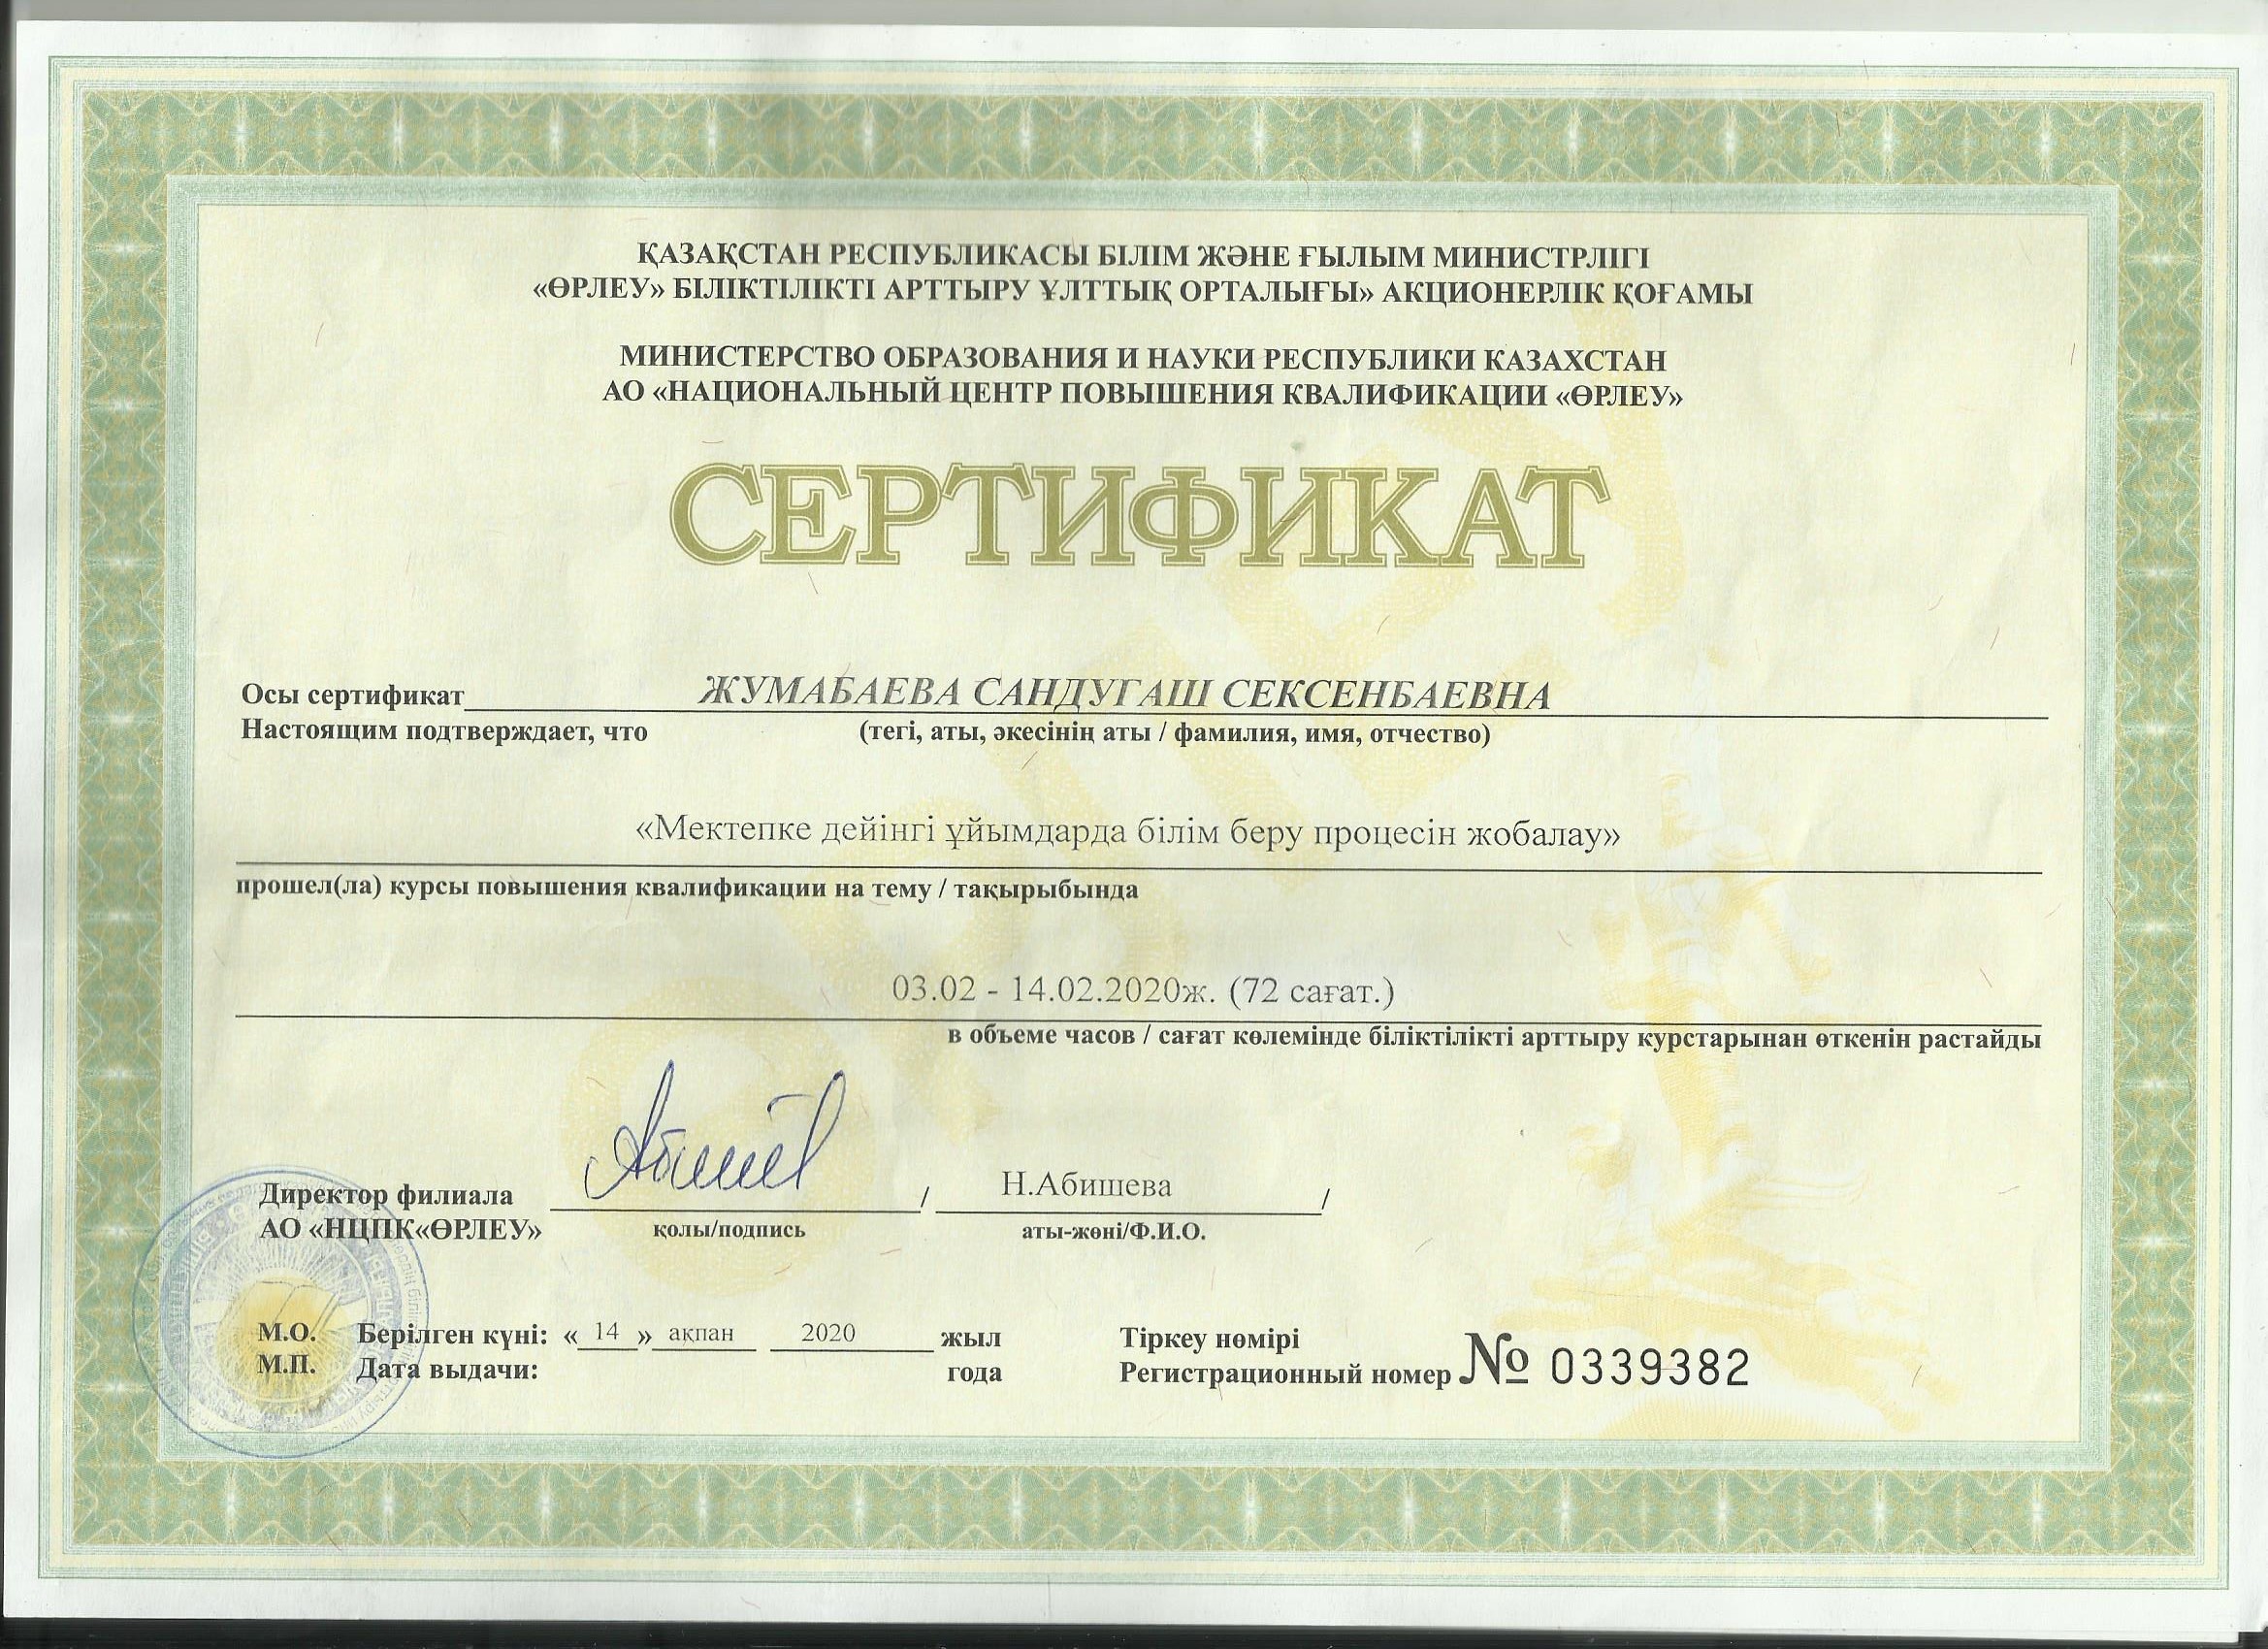 ҚАЗАҚСТАН РЕСПУБЛИКАСЫ БІЛІМ ЖӘНЕ ҒЫЛЫМ МИНИСТРЛІГІ
«ӨРЛЕУ» БІЛІКТІЛІКТІ АРТТЫРУ ҰЛТТЫҚ ОРТАЛЫҒЫ» АКЦИОНЕРЛІК ҚОҒАМЫ
МИНИСТЕРСТВО ОБРАЗОВАНИЯ И НАУКИ РЕСПУБЛИКИ КАЗАХСТАН
АО «НАЦИОНАЛЬНЫЙ ЦЕНТР ПОВЫШЕНИЯ КВАЛИФИКАЦИИ «ӨРЛЕУ»
СЕРТИФИКАТ
Осы сертификат ЖУМАБАЕВА САНДУГАШ СЕКСЕНБАЕВНА
Настоящим подтверждает, что (тегі, аты, әкесінің аты / фамилия, имя, отчество)
«Мектепке дейінгі ұйымдарда білім беру процесін жобалау»
прошел(ла) курсы повышения квалификации на тему / тақырыбында
03.02 - 14.02.2020ж. (72 сағат.)
в объеме часов / сағат көлемінде біліктілікті арттыру курстарынан өткенін растайды
Директор филиала / Н.Абишева /
АО «НЦПК«ӨРЛЕУ» қолы/подпись аты-жөні/Ф.И.О.
М.О. Берілген күні: « 14 » ақпан 2020 жыл Тіркеу нөмірі
М.П. Дата выдачи: года Регистрационный номер № 0339382